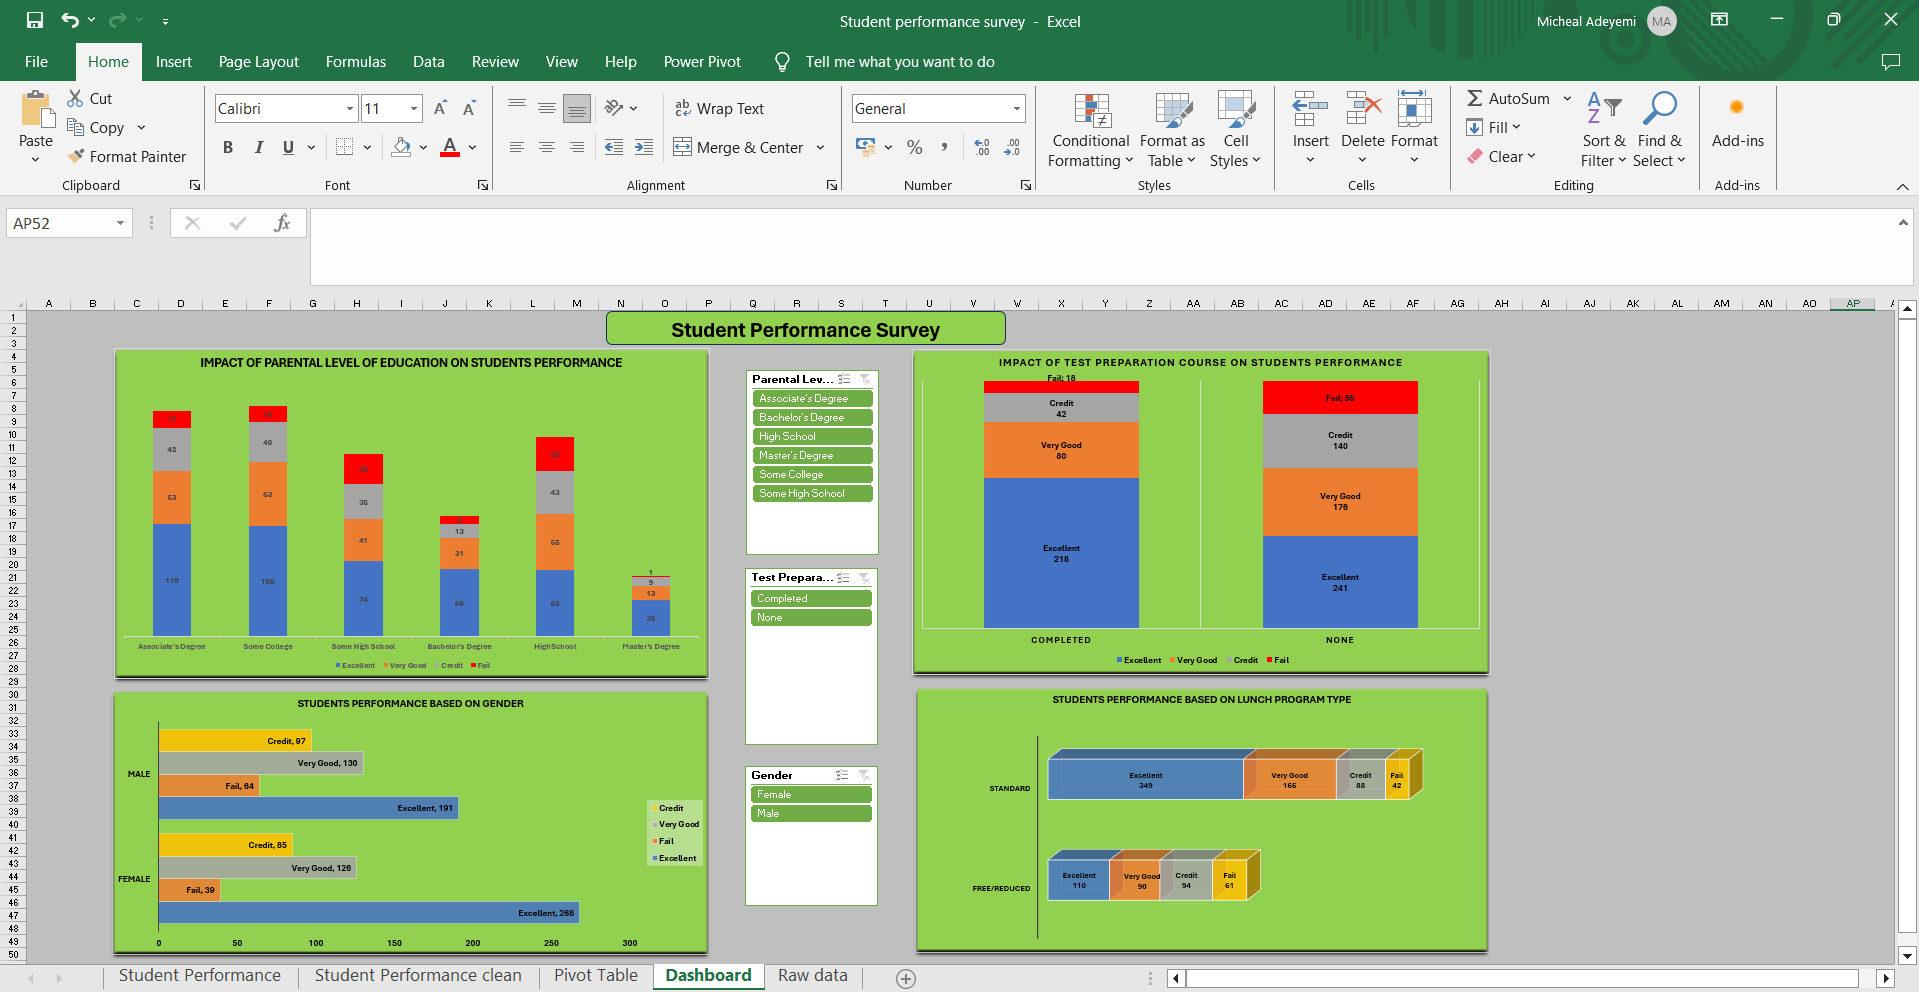 Student performance survey - Excel
Micheal Adeyemi
MA
File
Home
Insert
Page Layout
Formulas
Data
Review
View
Help
Power Pivot
Tell me what you want to do
Paste
Cut
Copy
Format Painter
Clipboard
Calibri
11
B I U
Font
Wrap Text
Merge & Center
Alignment
General
Number
Conditional Formatting
Format as Table
Cell Styles
Styles
Insert
Delete
Format
Cells
AutoSum
Fill
Clear
Sort & Filter
Find & Select
Editing
Add-ins
Add-ins
AP52
fx
A B C D E F G H I J K L M N O P Q R S T U V W X Y Z AA AB AC AD AE AF AG AH AI AJ AK AL AM AN AO AP
1
2
3
4
5
6
7
8
9
10
11
12
13
14
15
16
17
18
19
20
21
22
23
24
25
26
27
28
29
30
31
32
33
34
35
36
37
38
39
40
41
42
43
44
45
46
47
48
49
50
Student Performance Survey
IMPACT OF PARENTAL LEVEL OF EDUCATION ON STUDENTS PERFORMANCE
42
53
110
40
63
108
35
41
74
13
31
66
43
55
65
1
9
13
36
Associate's Degree
Some College
Some High School
Bachelor's Degree
High School
Master's Degree
Excellent Very Good Credit Fail
Parental Lev...
Associate's Degree
Bachelor's Degree
High School
Master's Degree
Some College
Some High School
Test Prepara...
Completed
None
Gender
Female
Male
IMPACT OF TEST PREPARATION COURSE ON STUDENTS PERFORMANCE
Fail; 18
Credit
42
Very Good
80
Excellent
218
Fail; 85
Credit
140
Very Good
176
Excellent
241
COMPLETED
NONE
Excellent Very Good Credit Fail
STUDENTS PERFORMANCE BASED ON GENDER
MALE
Credit, 97
Very Good, 130
Fail, 64
Excellent, 191
FEMALE
Credit, 85
Very Good, 126
Fail, 39
Excellent, 268
0 50 100 150 200 250 300
Credit
Very Good
Fail
Excellent
STUDENTS PERFORMANCE BASED ON LUNCH PROGRAM TYPE
STANDARD
Excellent
349
Very Good
166
Credit
88
Fail
42
FREE/REDUCED
Excellent
110
Very Good
90
Credit
94
Fail
61
Student Performance
Student Performance clean
Pivot Table
Dashboard
Raw data